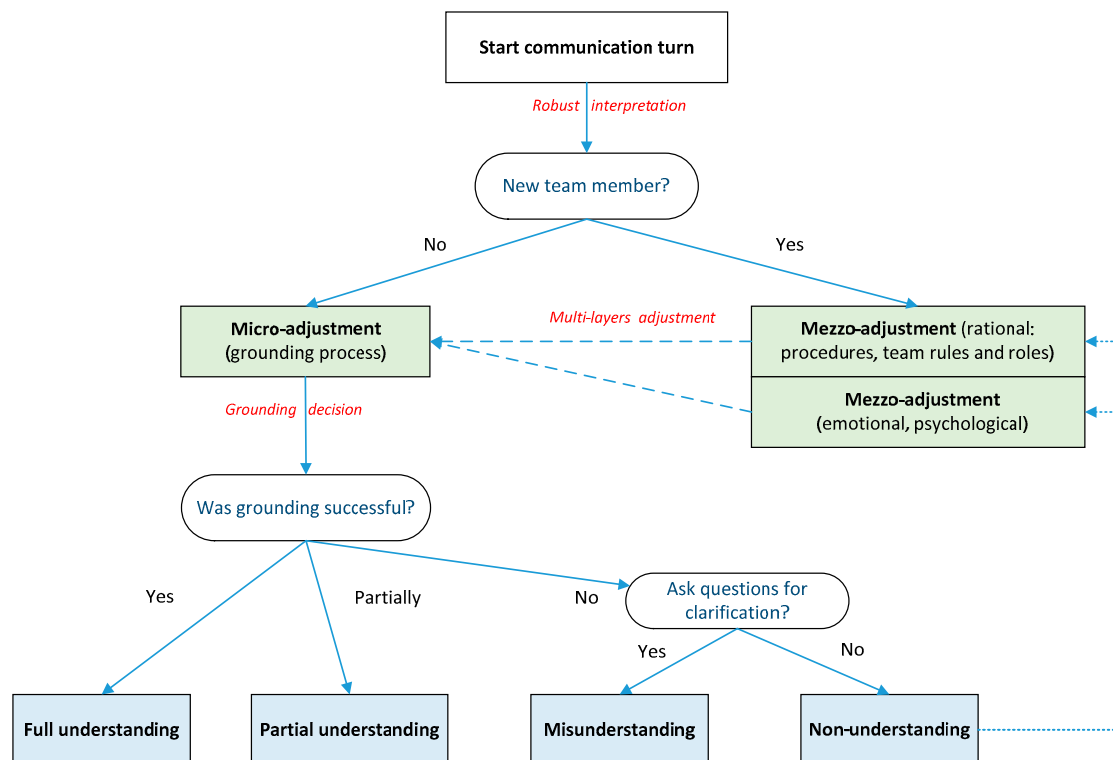 Start communication turn
Robust interpretation
New team member?
No
Yes
Micro-adjustment
(grounding process)
Multi-layers adjustment
Mezzo-adjustment (rational:
procedures, team rules and roles)
Mezzo-adjustment
(emotional, psychological)
Grounding decision
Was grounding successful?
Yes
Partially
No
Ask questions for
clarification?
Yes
No
Full understanding
Partial understanding
Misunderstanding
Non-understanding